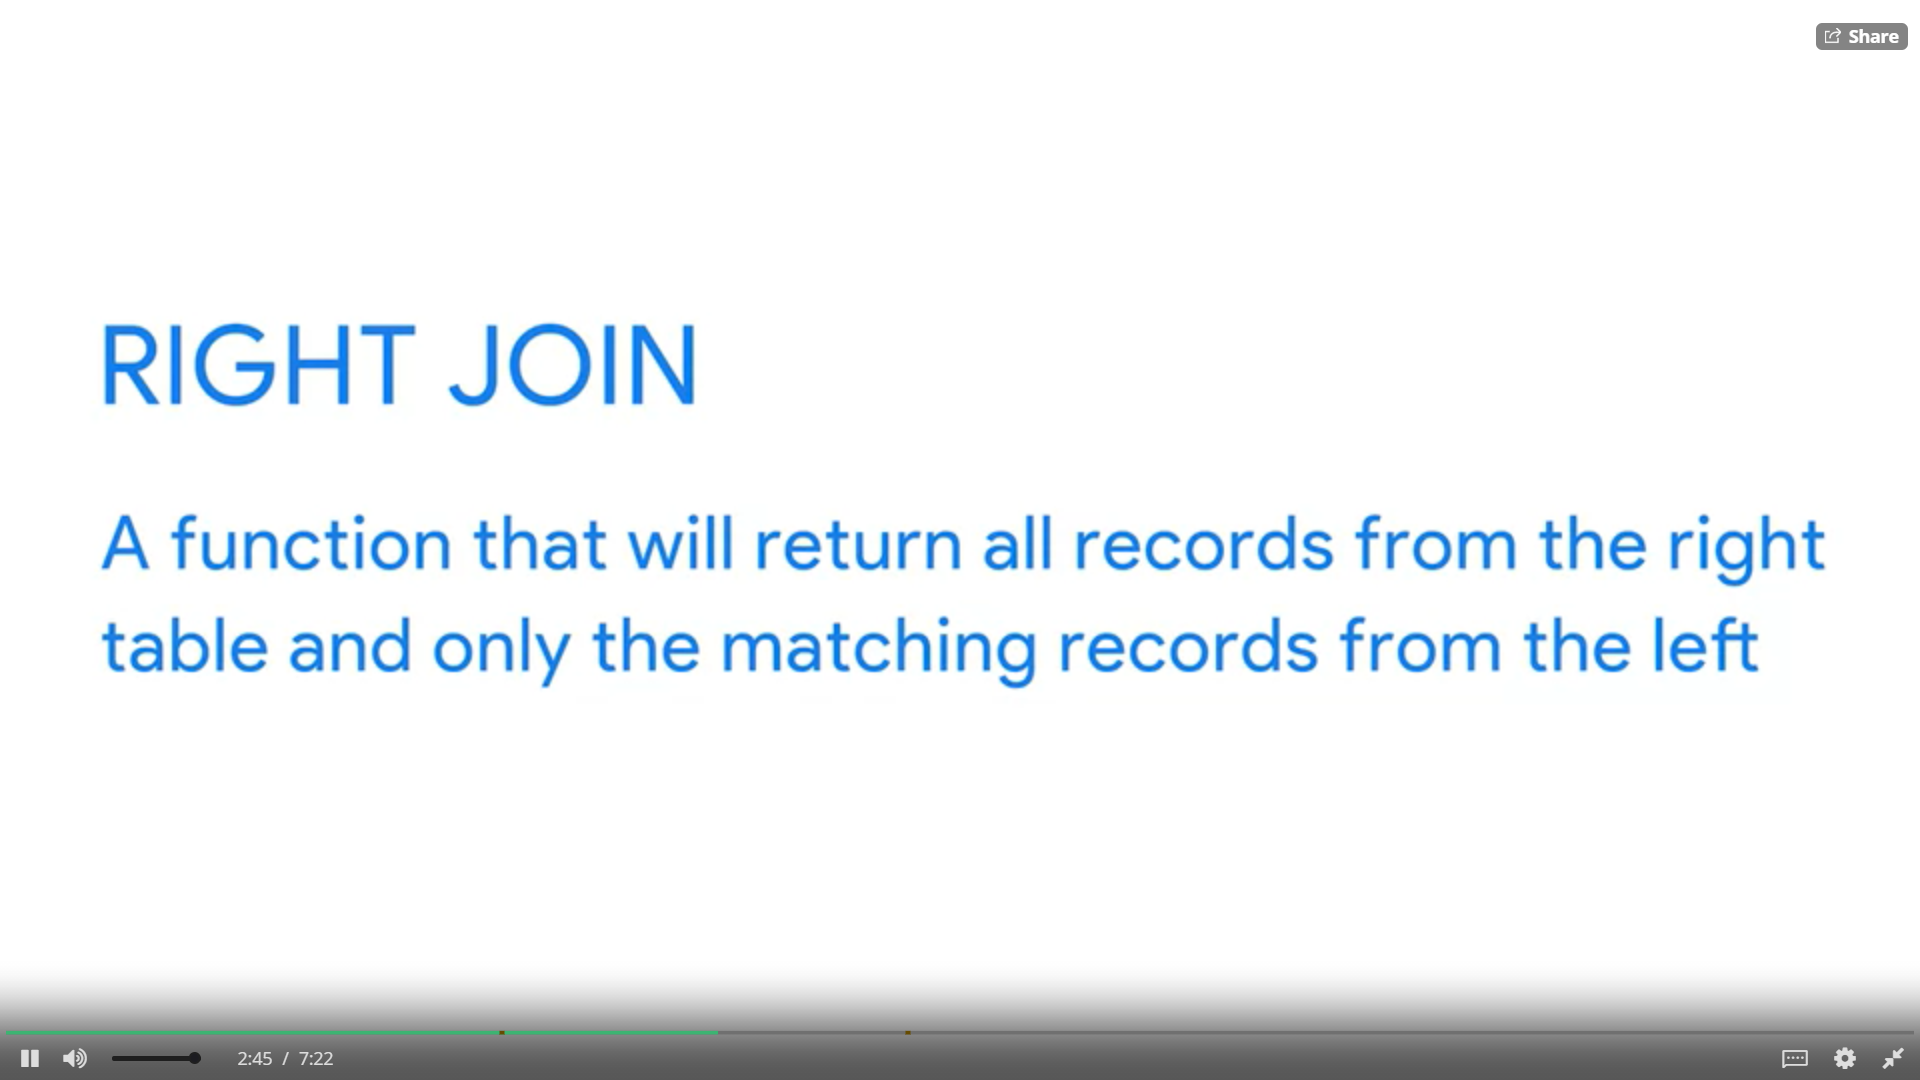 Share
RIGHT JOIN
A function that will return all records from the right
table and only the matching records from the left
2:45 / 7:22